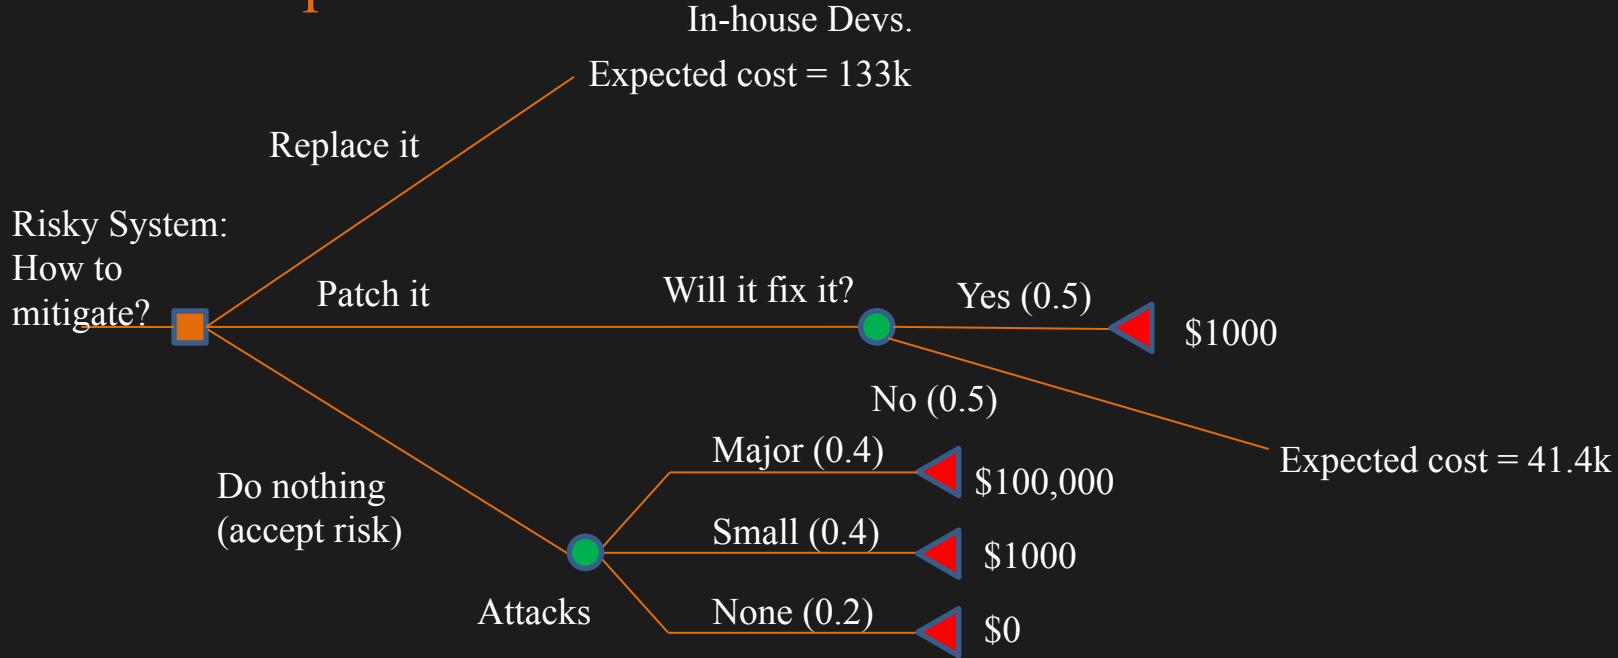 In-house Devs.
Expected cost = 133k
Replace it
Risky System:
How to
mitigate?
Patch it
Will it fix it?
Yes (0.5)
$1000
No (0.5)
Expected cost = 41.4k
Major (0.4)
$100,000
Do nothing
(accept risk)
Small (0.4)
$1000
Attacks
None (0.2)
$0